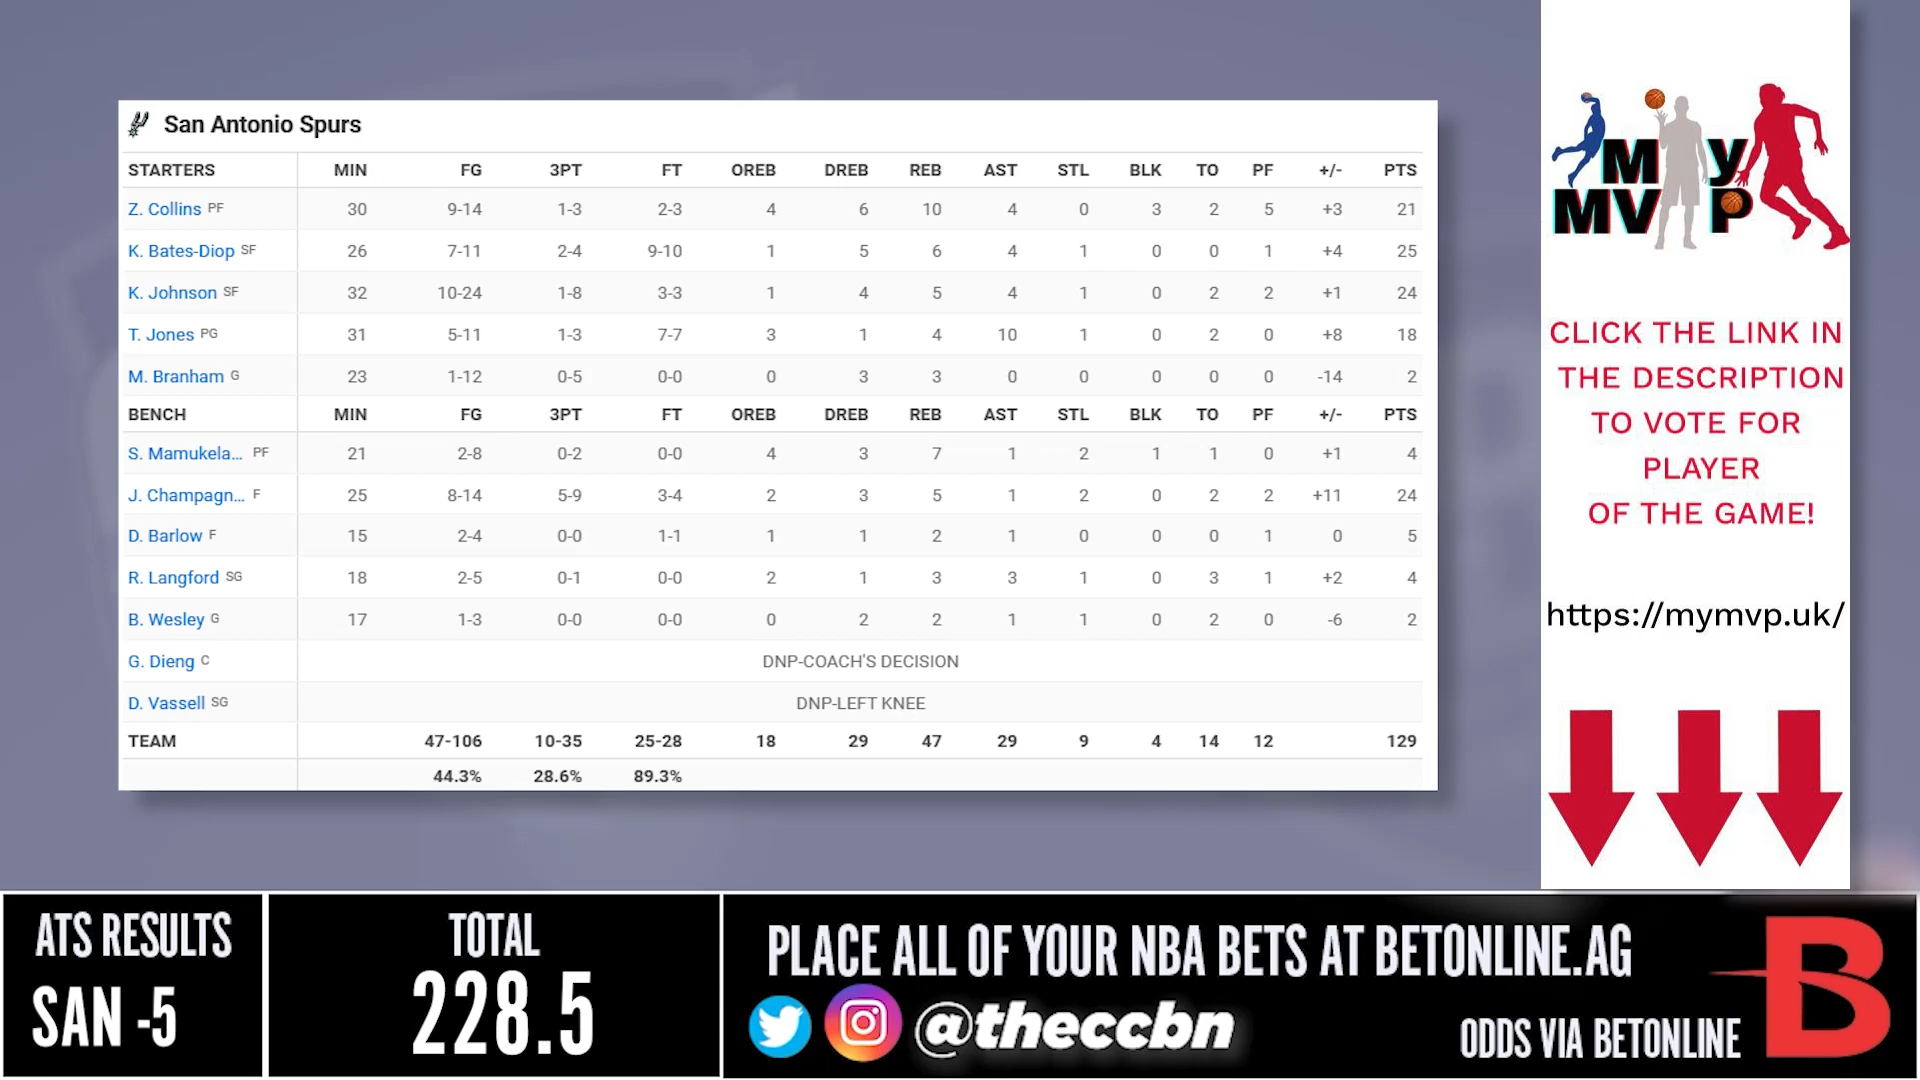 San Antonio Spurs
STARTERS MIN FG 3PT FT OREB DREB REB AST STL BLK TO PF +/- PTS
Z. Collins PF 30 9-14 1-3 2-3 4 6 10 4 0 3 2 5 +3 21
K. Bates-Diop SF 26 7-11 2-4 9-10 1 5 6 4 1 0 0 1 +4 25
K. Johnson SF 32 10-24 1-8 3-3 1 4 5 4 1 0 2 2 +1 24
T. Jones PG 31 5-11 1-3 7-7 3 1 4 10 1 0 2 0 +8 18
M. Branham G 23 1-12 0-5 0-0 0 3 3 0 0 0 0 0 -14 2
BENCH MIN FG 3PT FT OREB DREB REB AST STL BLK TO PF +/- PTS
S. Mamukela... PF 21 2-8 0-2 0-0 4 3 7 1 2 1 1 0 +1 4
J. Champagn... F 25 8-14 5-9 3-4 2 3 5 1 2 0 2 2 +11 24
D. Barlow F 15 2-4 0-0 1-1 1 1 2 1 0 0 0 1 0 5
R. Langford SG 18 2-5 0-1 0-0 2 1 3 3 1 0 3 1 +2 4
B. Wesley G 17 1-3 0-0 0-0 0 2 2 1 1 0 2 0 -6 2
G. Dieng C DNP-COACH'S DECISION
D. Vassell SG DNP-LEFT KNEE
TEAM 47-106 10-35 25-28 18 29 47 29 9 4 14 12 129
44.3% 28.6% 89.3%
My
MVP
CLICK THE LINK IN
THE DESCRIPTION
TO VOTE FOR
PLAYER
OF THE GAME!
https://mymvp.uk/
ATS RESULTS
SAN -5
TOTAL
228.5
PLACE ALL OF YOUR NBA BETS AT BETONLINE.AG
@theccbn
ODDS VIA BETONLINE
B